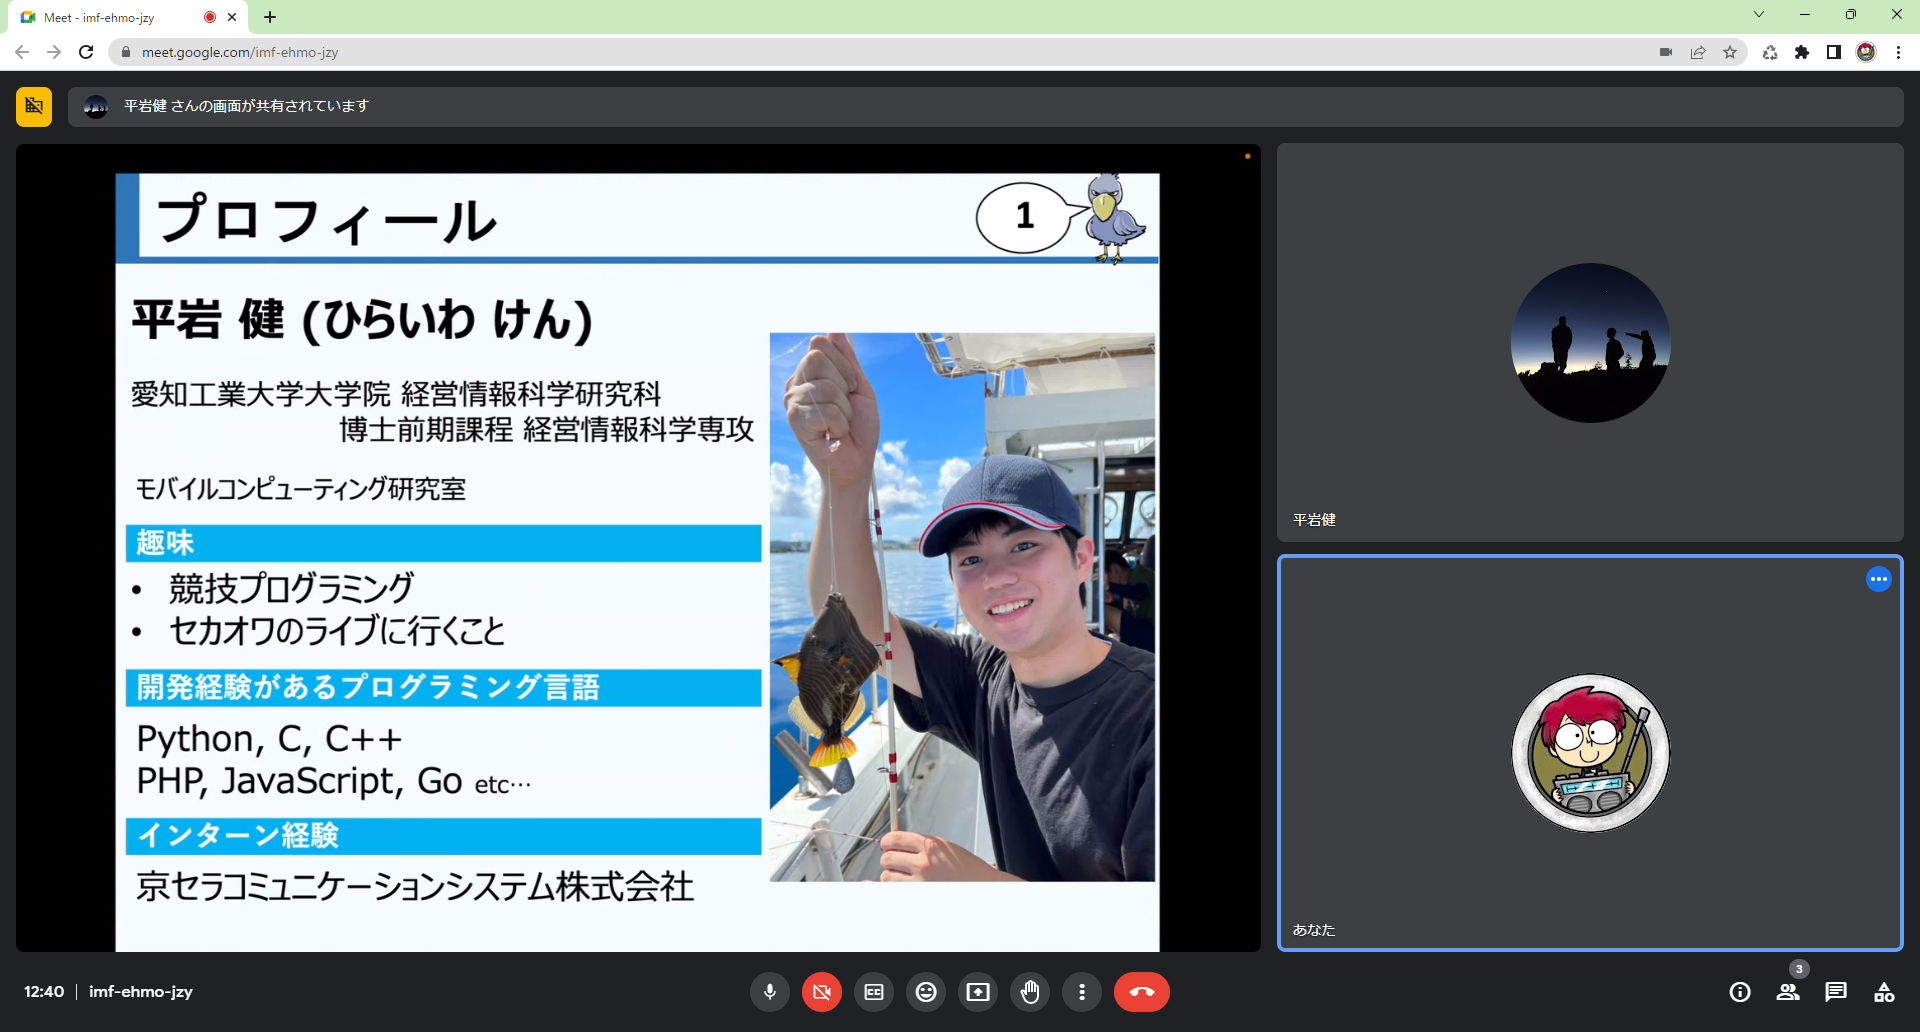 Meet - imf-ehmo-jzy
meet.google.com/imf-ehmo-jzy
平岩健 さんの画面が共有されています
プロフィール
1
平岩 健 (ひらいわ けん)
愛知工業大学大学院 経営情報科学研究科
博士前期課程 経営情報科学専攻
モバイルコンピューティング研究室
趣味
• 競技プログラミング
• セカオワのライブに行くこと
開発経験があるプログラミング言語
Python, C, C++
PHP, JavaScript, Go etc…
インターン経験
京セラコミュニケーションシステム株式会社
平岩健
あなた
12:40 | imf-ehmo-jzy
3